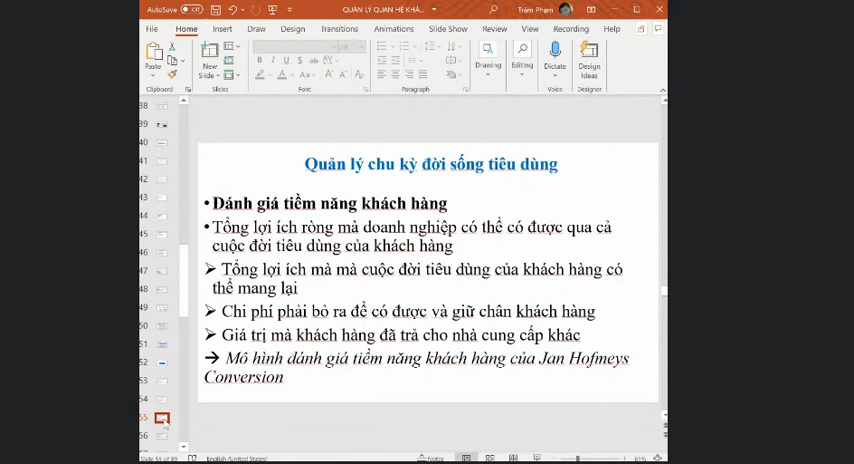 AutoSave Off QUẢN LÝ QUAN HỆ KHÁ... Trâm Phạm
File Home Insert Draw Design Transitions Animations Slide Show Review View Recording Help
Paste New Slide Drawing Editing Dictate Design Ideas
Clipboard Slides Font Paragraph Voice Designer
38
39
40
41
42
43
44
45
46
47
48
49
50
51
52
53
54
55
56
Quản lý chu kỳ đời sống tiêu dùng
• Đánh giá tiềm năng khách hàng
• Tổng lợi ích ròng mà doanh nghiệp có thể có được qua cả
cuộc đời tiêu dùng của khách hàng
➢ Tổng lợi ích mà mà cuộc đời tiêu dùng của khách hàng có
thể mang lại
➢ Chi phí phải bỏ ra để có được và giữ chân khách hàng
➢ Giá trị mà khách hàng đã trả cho nhà cung cấp khác
➔ Mô hình đánh giá tiềm năng khách hàng của Jan Hofmeys
Conversion
Slide 55 of 89 English (United States) Notes 61%